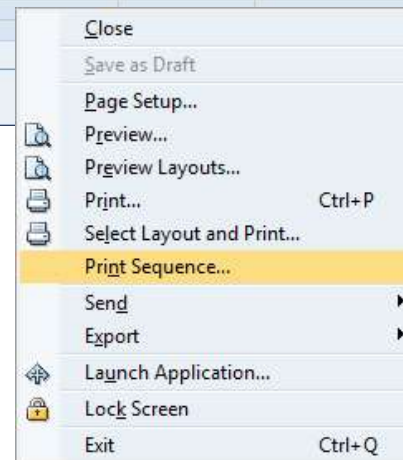 Close
Save as Draft
Page Setup...
Preview...
Preview Layouts...
Print... Ctrl+P
Select Layout and Print...
Print Sequence...
Send
Export
Launch Application...
Lock Screen
Exit Ctrl+Q